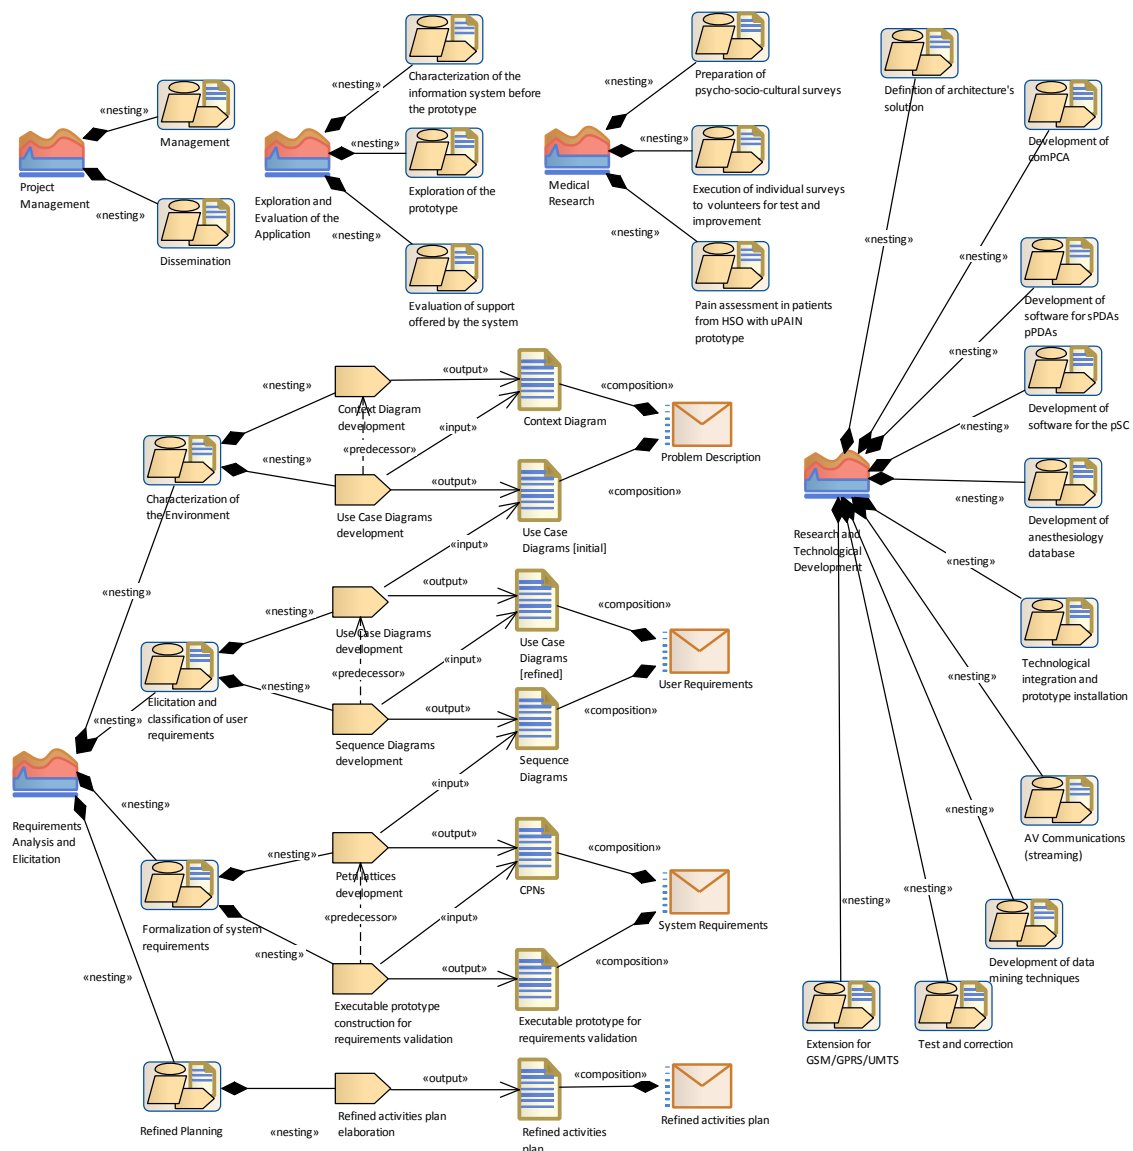 «nesting»
Management
Project
Management
«nesting»
Dissemination
«nesting»
Characterization of the
information system before
the prototype
«nesting»
Exploration of the
prototype
Exploration and
Evaluation of the
Application
«nesting»
Evaluation of support
offered by the system
«nesting»
Preparation of
psycho-socio-cultural surveys
«nesting»
Execution of individual surveys
to volunteers for test and
improvement
Medical
Research
«nesting»
Pain assessment in patients
from HSO with uPAIN
prototype
Definition of architecture's
solution
«nesting»
Development of
comPCA
«nesting»
Development of
software for sPDAs
pPDAs
«nesting»
Development of
software for the pSC
«nesting»
Development of
anesthesiology
database
«nesting»
Research and
Technological
Development
«nesting»
Technological
integration and
prototype installation
«nesting»
AV Communications
(streaming)
«nesting»
Development of data
mining techniques
«nesting»
Test and correction
«nesting»
Extension for
GSM/GPRS/UMTS
«nesting»
Context Diagram
development
«output»
Context Diagram
«composition»
Problem Description
«predecessor»
«input»
«nesting»
Characterization of
the Environment
Use Case Diagrams
development
«output»
Use Case
Diagrams [initial]
«composition»
«input»
«nesting»
«nesting»
Use Case Diagrams
development
«output»
Use Case
Diagrams
[refined]
«composition»
User Requirements
«predecessor»
«input»
«nesting»
Elicitation and
classification of user
requirements
«nesting»
Sequence Diagrams
development
«output»
Sequence
Diagrams
«composition»
«input»
Requirements
Analysis and
Elicitation
«nesting»
«nesting»
Petri lattices
development
«output»
CPNs
«composition»
System Requirements
«predecessor»
«input»
Formalization of system
requirements
«nesting»
Executable prototype
construction for
requirements validation
«output»
Executable prototype for
requirements validation
«composition»
«nesting»
Refined Planning
«nesting»
Refined activities plan
elaboration
«output»
Refined activities
plan
«composition»
Refined activities plan